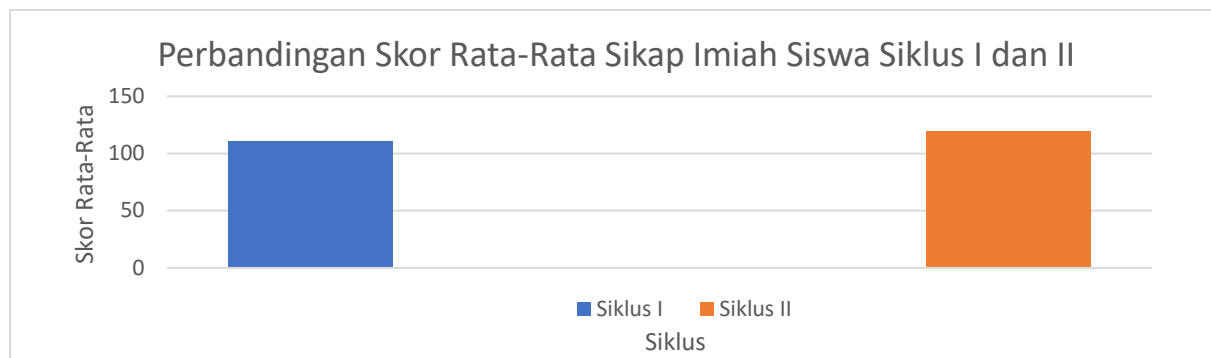 Perbandingan Skor Rata-Rata Sikap Imiah Siswa Siklus I dan II
Skor Rata-Rata
150
100
50
0
Siklus I
Siklus II
Siklus